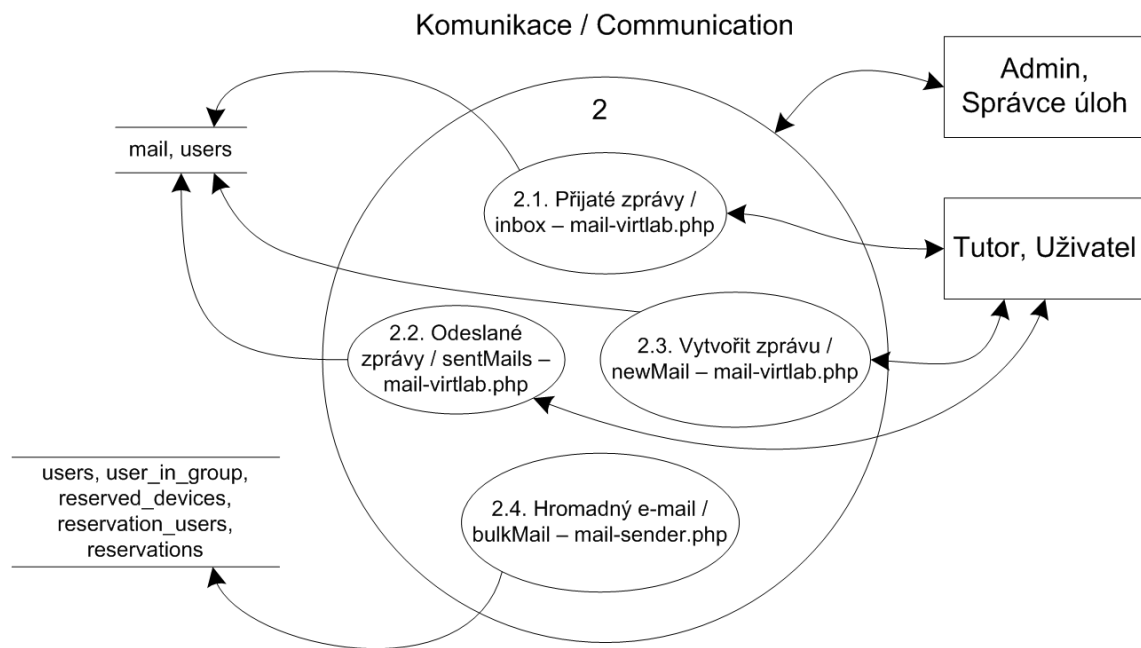 Komunikace / Communication
Admin,
Správce úloh
2
mail, users
2.1. Přijaté zprávy /
inbox – mail-virtlab.php
Tutor, Uživatel
2.2. Odeslané
zprávy / sentMails –
mail-virtlab.php
2.3. Vytvořit zprávu /
newMail – mail-virtlab.php
users, user_in_group,
reserved_devices,
reservation_users,
reservations
2.4. Hromadný e-mail /
bulkMail – mail-sender.php